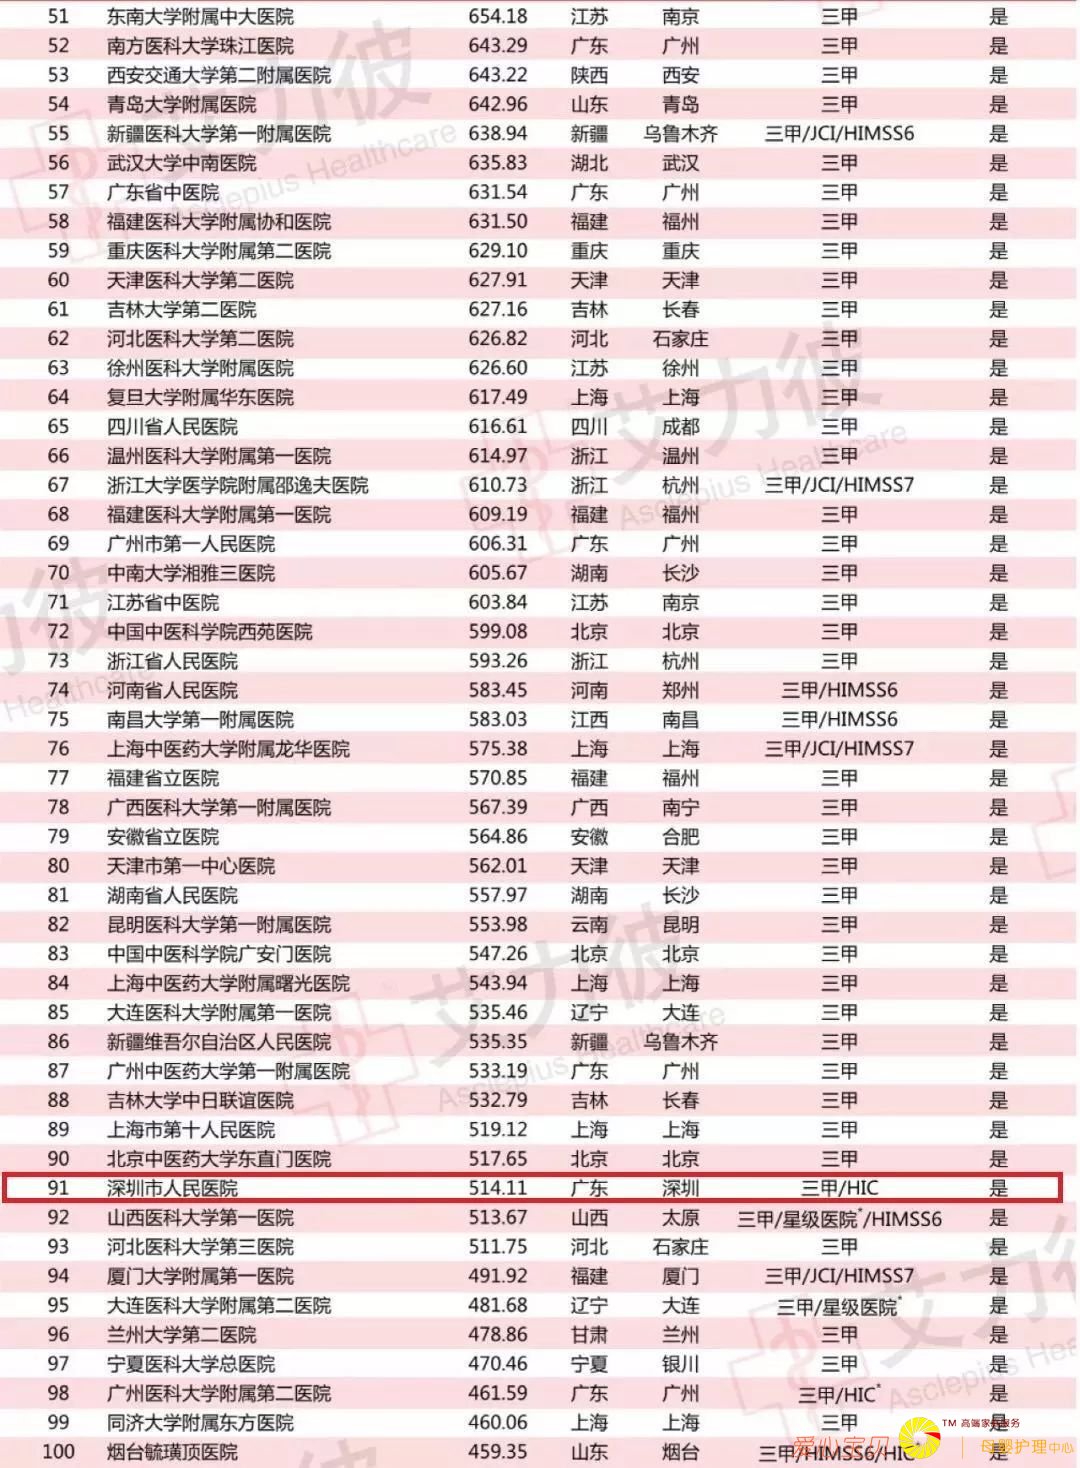 51 东南大学附属中大医院 654.18 江苏 南京 三甲 是
52 南方医科大学珠江医院 643.29 广东 广州 三甲 是
53 西安交通大学第二附属医院 643.22 陕西 西安 三甲 是
54 青岛大学附属医院 642.96 山东 青岛 三甲 是
55 新疆医科大学第一附属医院 638.94 新疆 乌鲁木齐 三甲/JCI/HIMSS6 是
56 武汉大学中南医院 635.83 湖北 武汉 三甲 是
57 广东省中医院 631.54 广东 广州 三甲 是
58 福建医科大学附属协和医院 631.50 福建 福州 三甲 是
59 重庆医科大学附属第二医院 629.10 重庆 重庆 三甲 是
60 天津医科大学第二医院 627.91 天津 天津 三甲 是
61 吉林大学第二医院 627.16 吉林 长春 三甲 是
62 河北医科大学第二医院 626.82 河北 石家庄 三甲 是
63 徐州医科大学附属医院 626.60 江苏 徐州 三甲 是
64 复旦大学附属华东医院 617.49 上海 上海 三甲 是
65 四川省人民医院 616.61 四川 成都 三甲 是
66 温州医科大学附属第一医院 614.97 浙江 温州 三甲 是
67 浙江大学医学院附属邵逸夫医院 610.73 浙江 杭州 三甲/JCI/HIMSS7 是
68 福建医科大学附属第一医院 609.19 福建 福州 三甲 是
69 广州市第一人民医院 606.31 广东 广州 三甲 是
70 中南大学湘雅三医院 605.67 湖南 长沙 三甲 是
71 江苏省中医院 603.84 江苏 南京 三甲 是
72 中国中医科学院西苑医院 599.08 北京 北京 三甲 是
73 浙江省人民医院 593.26 浙江 杭州 三甲 是
74 河南省人民医院 583.45 河南 郑州 三甲/HIMSS6 是
75 南昌大学第一附属医院 583.03 江西 南昌 三甲/HIMSS6 是
76 上海中医药大学附属龙华医院 575.38 上海 上海 三甲/JCI/HIMSS7 是
77 福建省立医院 570.85 福建 福州 三甲 是
78 广西医科大学第一附属医院 567.39 广西 南宁 三甲 是
79 安徽省立医院 564.86 安徽 合肥 三甲 是
80 天津市第一中心医院 562.01 天津 天津 三甲 是
81 湖南省人民医院 557.97 湖南 长沙 三甲 是
82 昆明医科大学第一附属医院 553.98 云南 昆明 三甲 是
83 中国中医科学院广安门医院 547.26 北京 北京 三甲 是
84 上海中医药大学附属曙光医院 543.94 上海 上海 三甲 是
85 大连医科大学附属第一医院 535.46 辽宁 大连 三甲 是
86 新疆维吾尔自治区人民医院 535.35 新疆 乌鲁木齐 三甲 是
87 广州中医药大学第一附属医院 533.19 广东 广州 三甲 是
88 吉林大学中日联谊医院 532.79 吉林 长春 三甲 是
89 上海市第十人民医院 519.12 上海 上海 三甲 是
90 北京中医药大学东直门医院 517.65 北京 北京 三甲 是
91 深圳市人民医院 514.11 广东 深圳 三甲/HIC 是
92 山西医科大学第一医院 513.67 山西 太原 三甲/星级医院*/HIMSS6 是
93 河北医科大学第三医院 511.75 河北 石家庄 三甲 是
94 厦门大学附属第一医院 491.92 福建 厦门 三甲/JCI/HIMSS7 是
95 大连医科大学附属第二医院 481.68 辽宁 大连 三甲/星级医院* 是
96 兰州大学第二医院 478.86 甘肃 兰州 三甲 是
97 宁夏医科大学总医院 470.46 宁夏 银川 三甲 是
98 广州医科大学附属第二医院 461.59 广东 广州 三甲/HIC* 是
99 同济大学附属东方医院 460.06 上海 上海 三甲 是
100 烟台毓璜顶医院 459.35 山东 烟台 三甲/HIMSS6/HIC 是
艾力彼
Asclepius Healthcare
艾力彼
Asclepius Healthcare
力彼
Healthcare
艾力彼
Asclepius Healthcare
艾力彼
Asclepius Hea
爱心宝贝
TM 高端家政服务
母婴护理中心